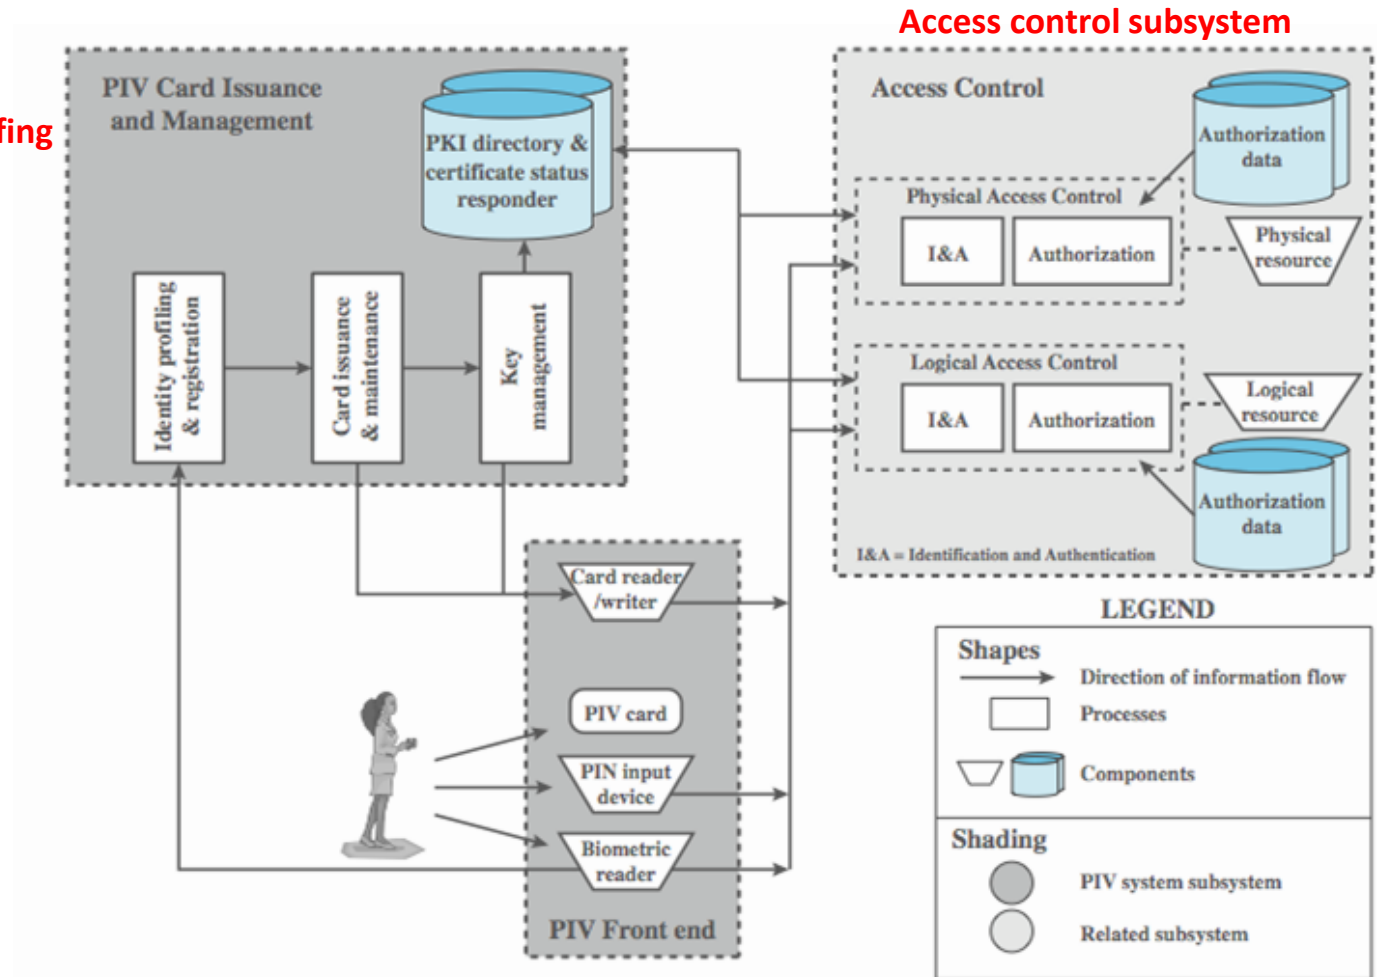 Access control subsystem
fing
PIV Card Issuance
and Management
PKI directory &
certificate status
responder
Identity profiling
& registration
Card issuance
& maintenance
Key
management
Access Control
Authorization
data
Physical Access Control
I&A
Authorization
Physical
resource
Logical Access Control
I&A
Authorization
Logical
resource
Authorization
data
I&A = Identification and Authentication
Card reader
/writer
PIV card
PIN input
device
Biometric
reader
PIV Front end
LEGEND
Shapes
Direction of information flow
Processes
Components
Shading
PIV system subsystem
Related subsystem